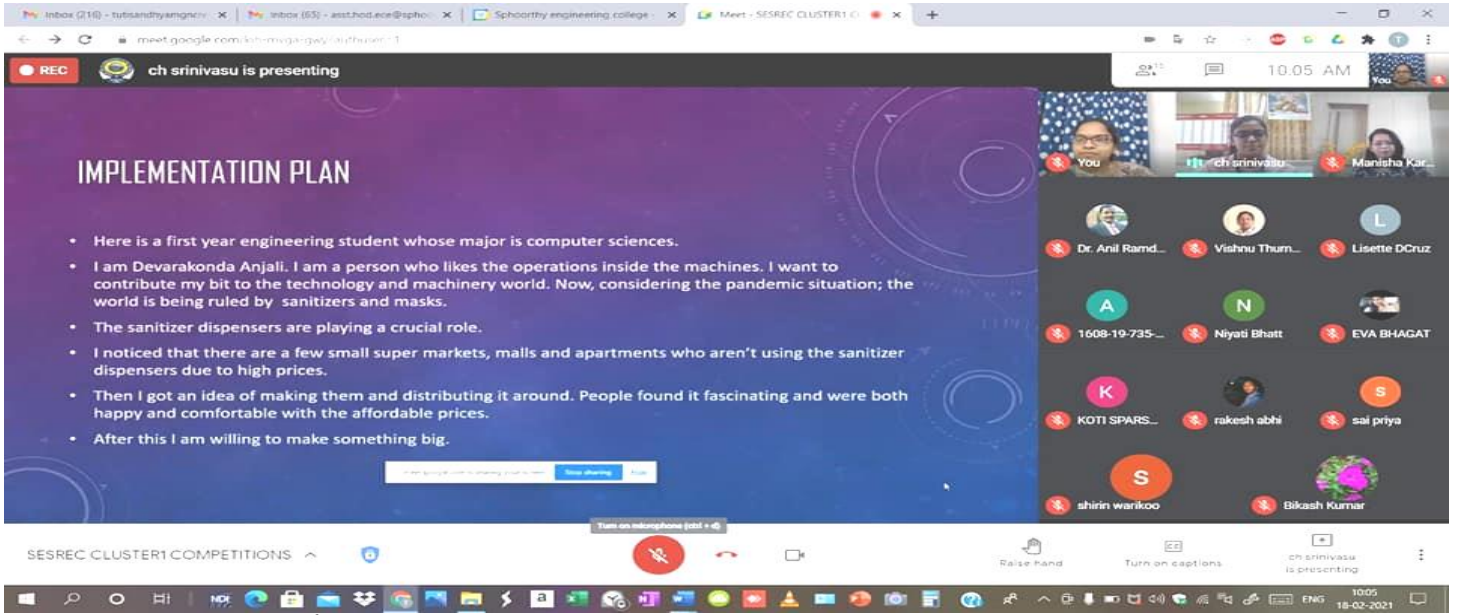 Inbox (216) - tutisandhyamgncre
Inbox (65) - asst.hod.ece@sphoo
Sphoorthy engineering college -
Meet - SESREC CLUSTER1 C
meet.google.com
REC
ch srinivasu is presenting
10.05 AM
You
IMPLEMENTATION PLAN
• Here is a first year engineering student whose major is computer sciences.
• I am Devarakonda Anjali. I am a person who likes the operations inside the machines. I want to
contribute my bit to the technology and machinery world. Now, considering the pandemic situation; the
world is being ruled by sanitizers and masks.
• The sanitizer dispensers are playing a crucial role.
• I noticed that there are a few small super markets, malls and apartments who aren't using the sanitizer
dispensers due to high prices.
• Then I got an idea of making them and distributing it around. People found it fascinating and were both
happy and comfortable with the affordable prices.
• After this I am willing to make something big.
Stop sharing
Hide
You
ch srinivasu
Manisha Kar...
Dr. Anil Ramd...
Vishnu Thum...
L
Lisette DCruz
A
1608-19-735-...
N
Niyati Bhatt
EVA BHAGAT
K
KOTI SPARS...
rakesh abhi
S
sai priya
S
shirin warikoo
Bikash Kumar
Turn on microphone (ctrl + d)
SESREC CLUSTER1 COMPETITIONS
Raise hand
Turn on captions
ch srinivasu
is presenting
ENG
10:05
18-02-2021